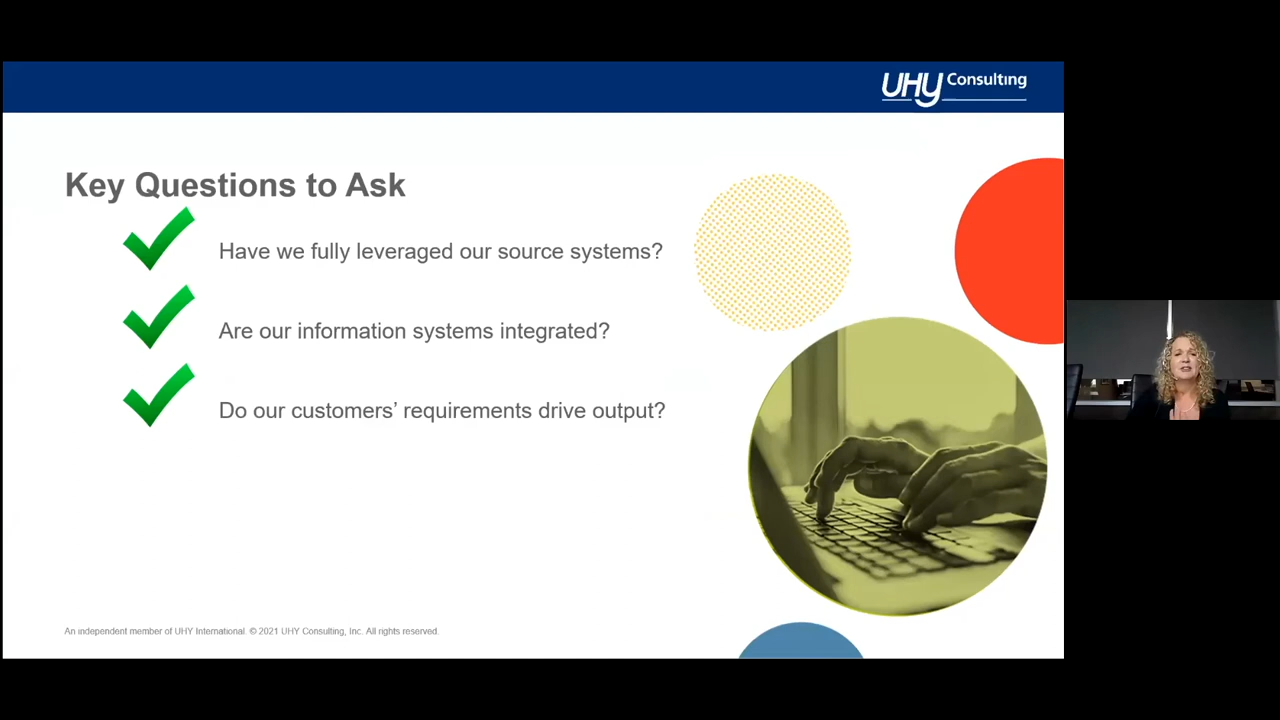 UHY Consulting
Key Questions to Ask
Have we fully leveraged our source systems?
Are our information systems integrated?
Do our customers’ requirements drive output?
An independent member of UHY International. © 2021 UHY Consulting, Inc. All rights reserved.